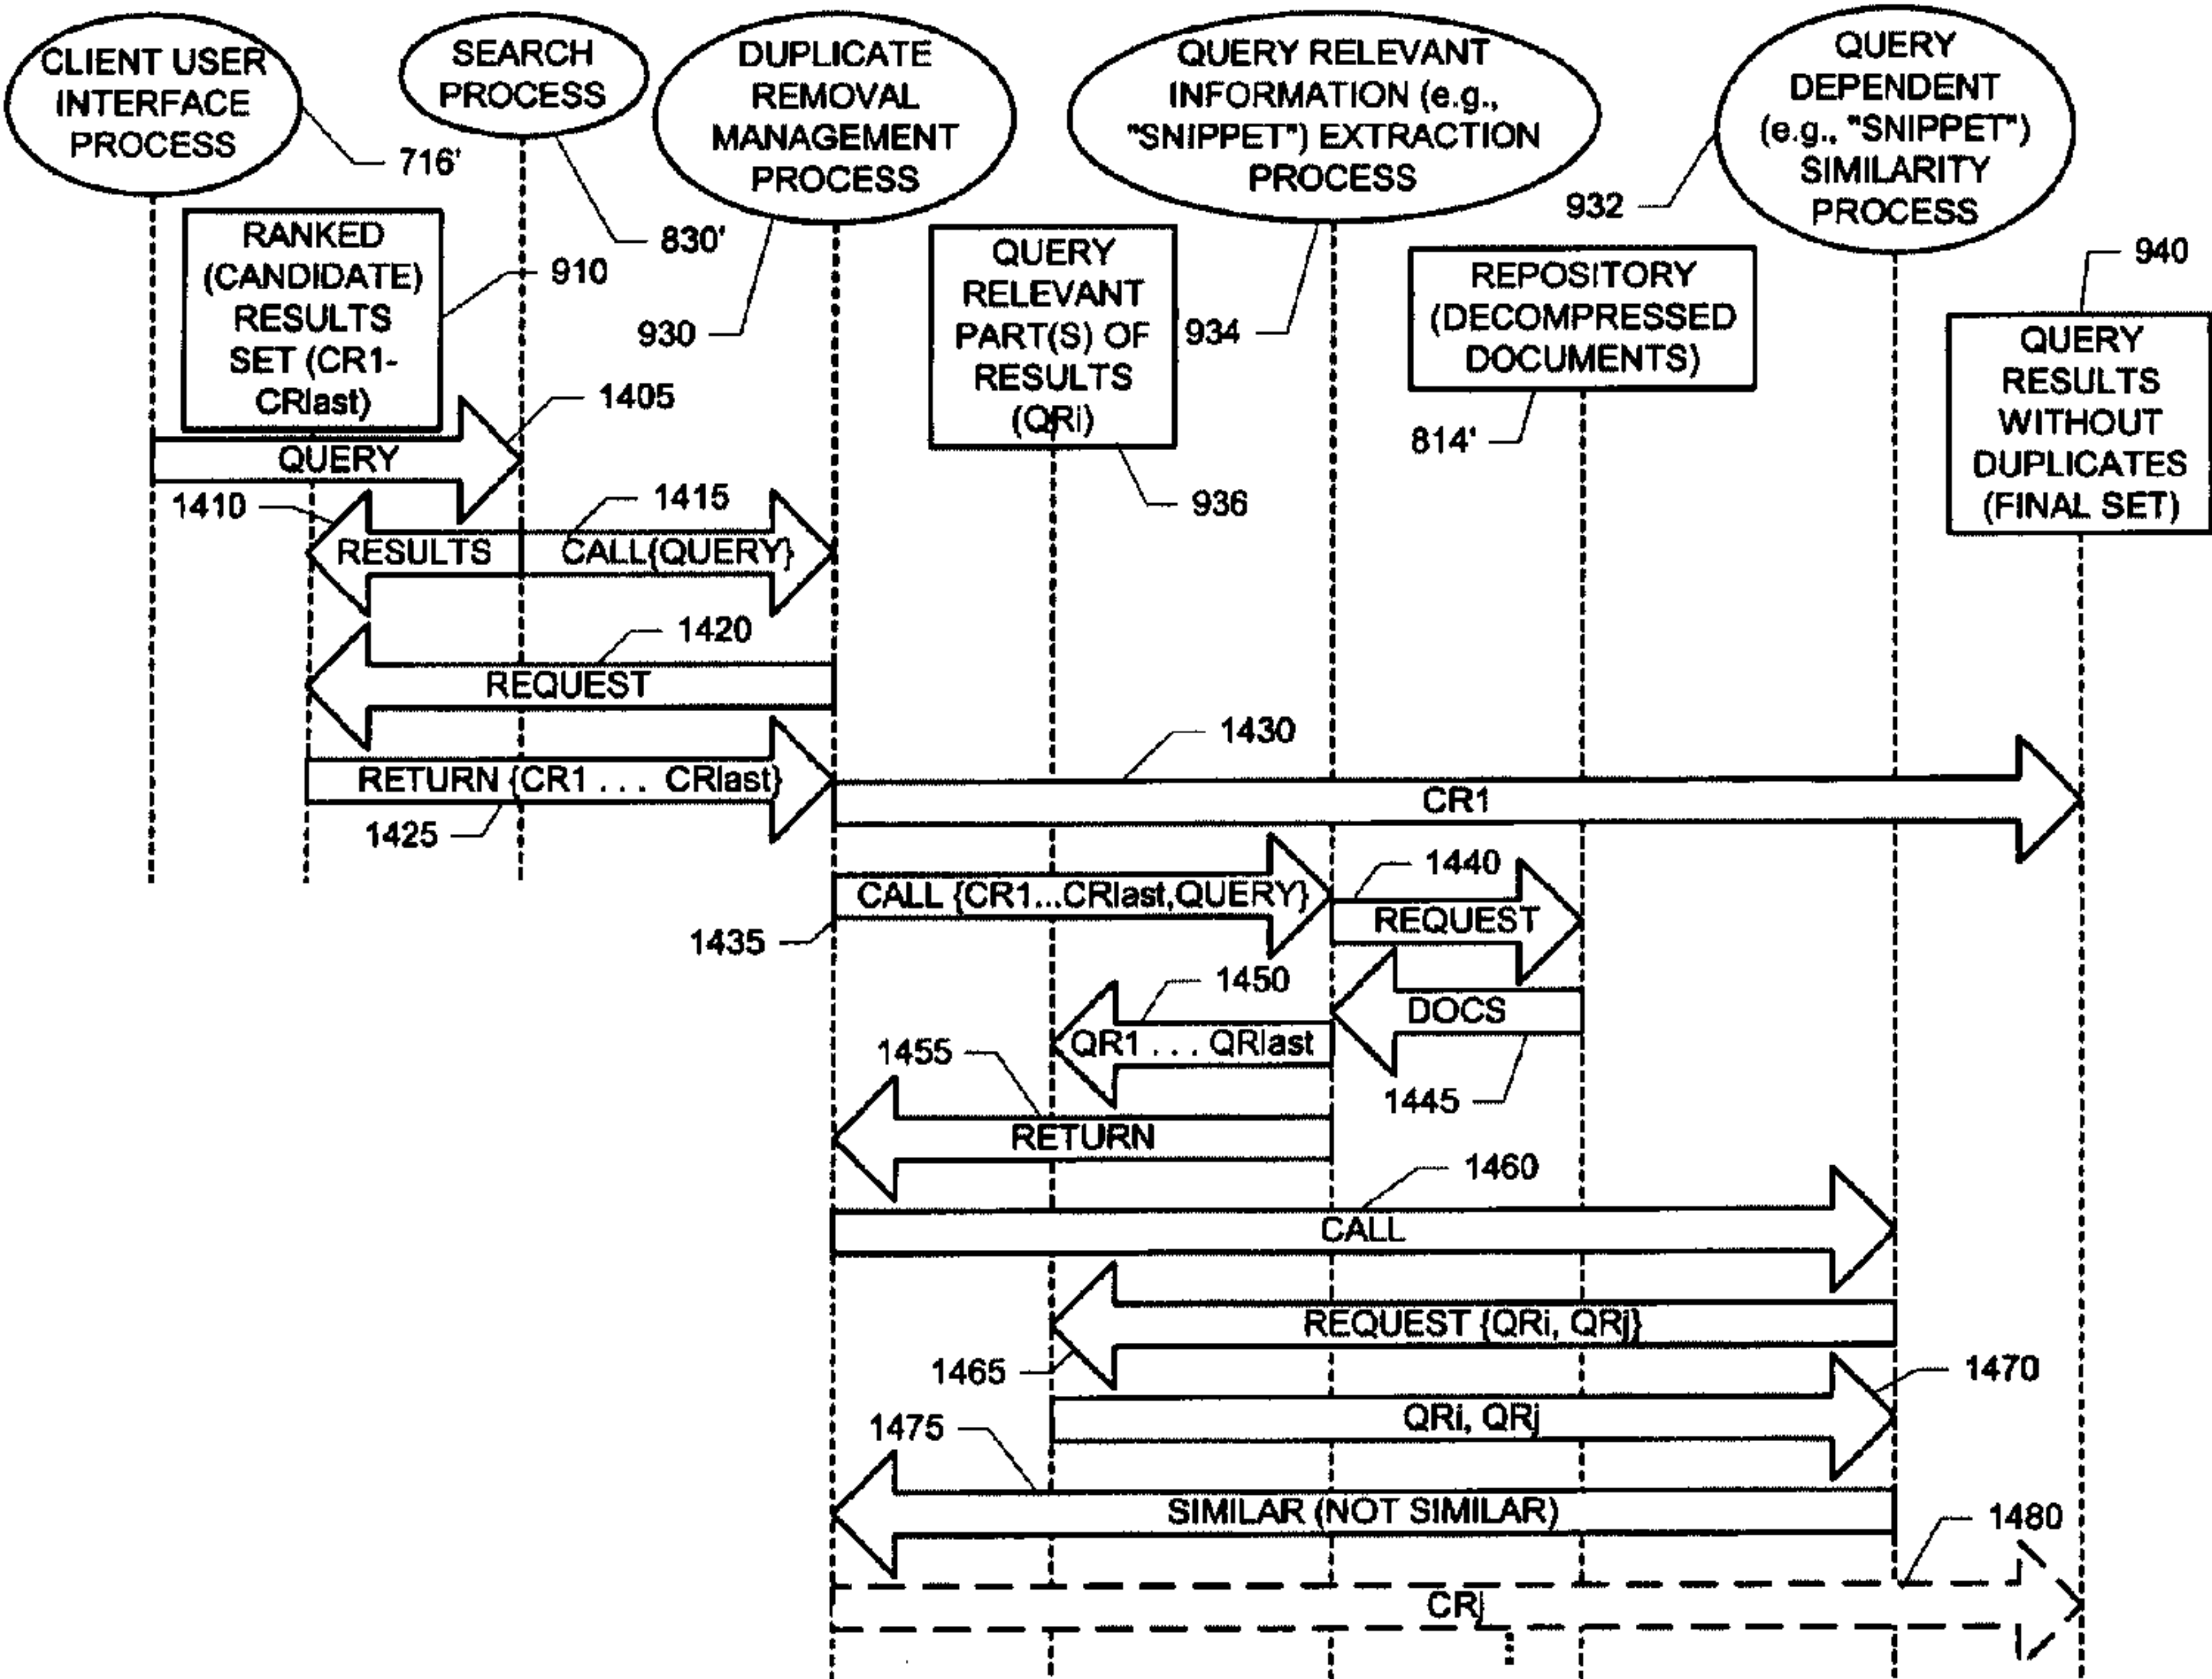 CLIENT USER
INTERFACE
PROCESS
716'
SEARCH
PROCESS
830'
DUPLICATE
REMOVAL
MANAGEMENT
PROCESS
930
QUERY RELEVANT
INFORMATION (e.g.,
"SNIPPET") EXTRACTION
PROCESS
934
QUERY
DEPENDENT
(e.g., "SNIPPET")
SIMILARITY
PROCESS
932
RANKED
(CANDIDATE)
RESULTS
SET (CR1-
CRlast)
910
QUERY
RELEVANT
PART(S) OF
RESULTS
(QRi)
936
REPOSITORY
(DECOMPRESSED
DOCUMENTS)
814'
940
QUERY
RESULTS
WITHOUT
DUPLICATES
(FINAL SET)
1405
QUERY
1410
1415
RESULTS
CALL{QUERY}
1420
REQUEST
RETURN {CR1 . . . CRlast}
1425
1430
CR1
CALL {CR1...CRlast,QUERY}
1435
1440
REQUEST
DOCS
1445
1450
QR1 . . . QRlast
1455
RETURN
1460
CALL
REQUEST {QRi, QRj}
1465
1470
QRi, QRj
1475
SIMILAR (NOT SIMILAR)
1480
CRj